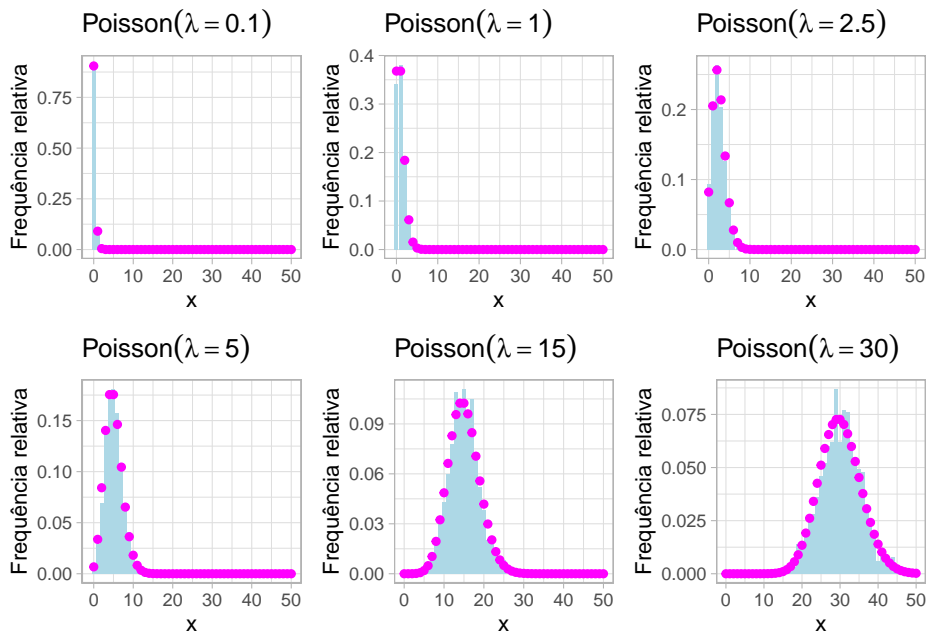 Poisson(λ = 0.1)
Frequência relativa
0.75
0.50
0.25
0.00
0 10 20 30 40 50
x
Poisson(λ = 1)
Frequência relativa
0.4
0.3
0.2
0.1
0.0
0 10 20 30 40 50
x
Poisson(λ = 2.5)
Frequência relativa
0.2
0.1
0.0
0 10 20 30 40 50
x
Poisson(λ = 5)
Frequência relativa
0.15
0.10
0.05
0.00
0 10 20 30 40 50
x
Poisson(λ = 15)
Frequência relativa
0.09
0.06
0.03
0.00
0 10 20 30 40 50
x
Poisson(λ = 30)
Frequência relativa
0.075
0.050
0.025
0.000
0 10 20 30 40 50
x